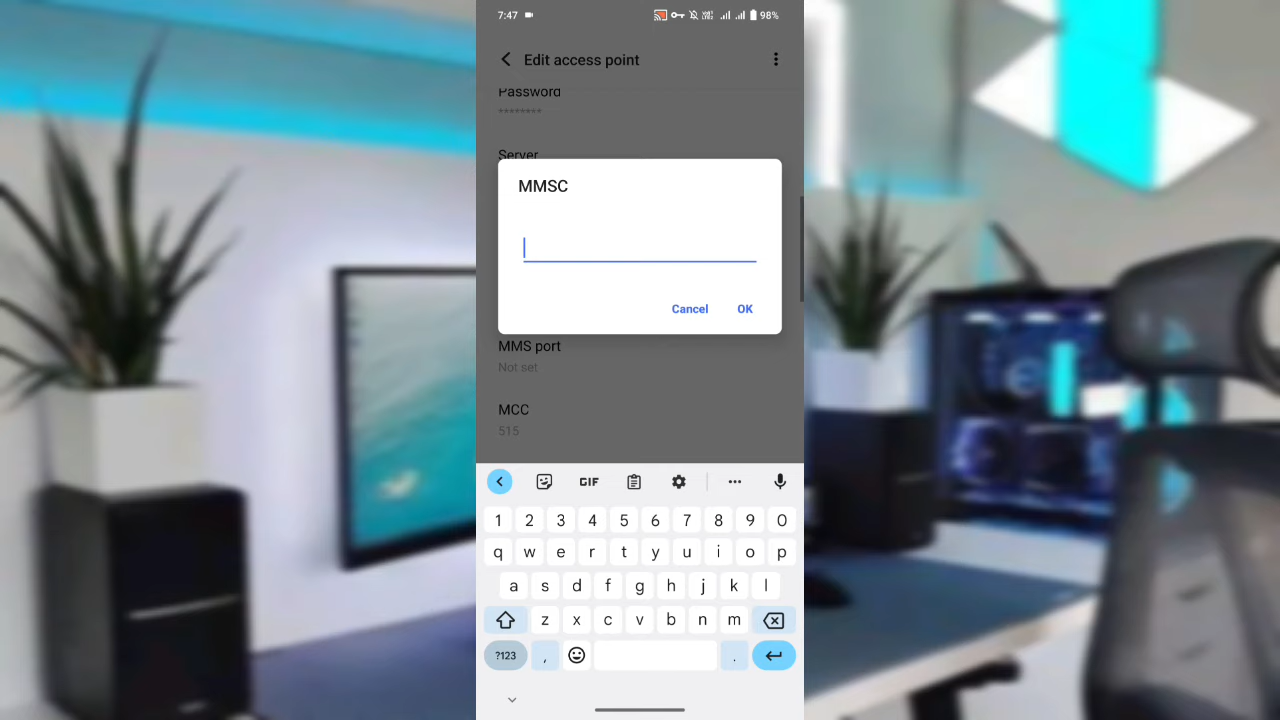 7:47 98%
Edit access point
Password
********
Server
MMSC
Cancel OK
MMS port
Not set
MCC
515
GIF
1 2 3 4 5 6 7 8 9 0
q w e r t y u i o p
a s d f g h j k l
z x c v b n m
?123 , .